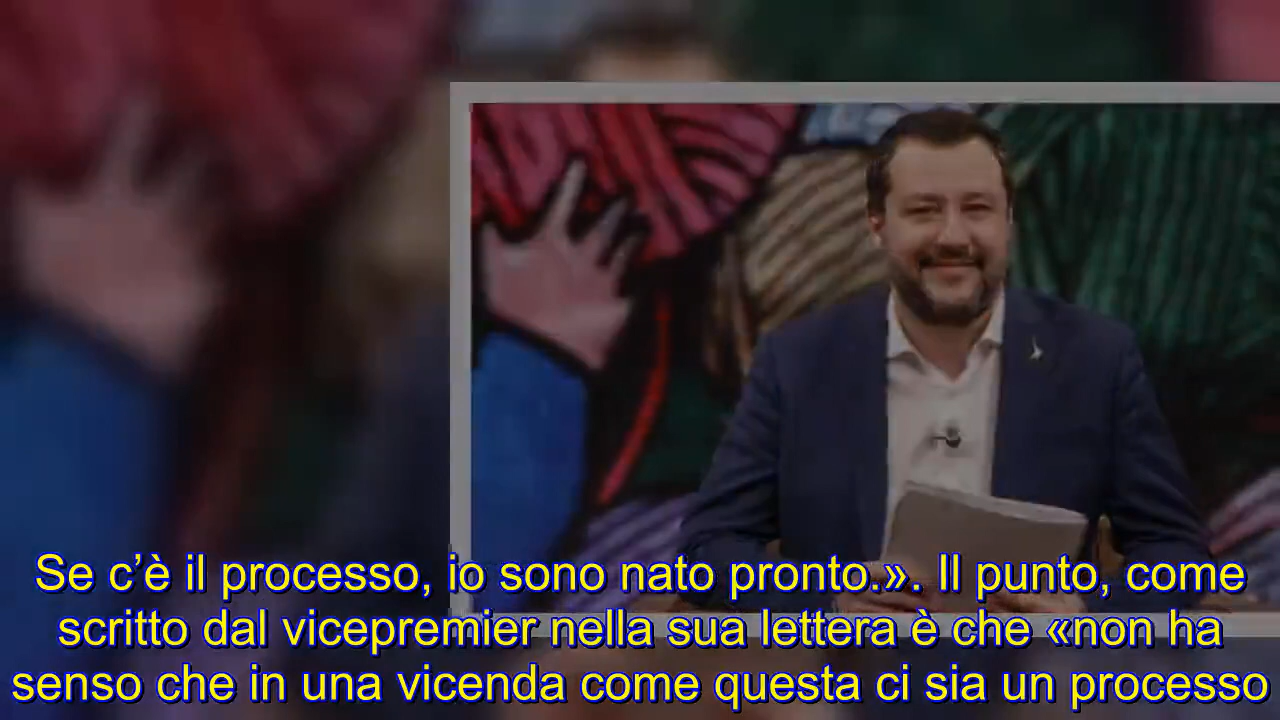 Se c’è il processo, io sono nato pronto.». Il punto, come
scritto dal vicepremier nella sua lettera è che «non ha
senso che in una vicenda come questa ci sia un processo